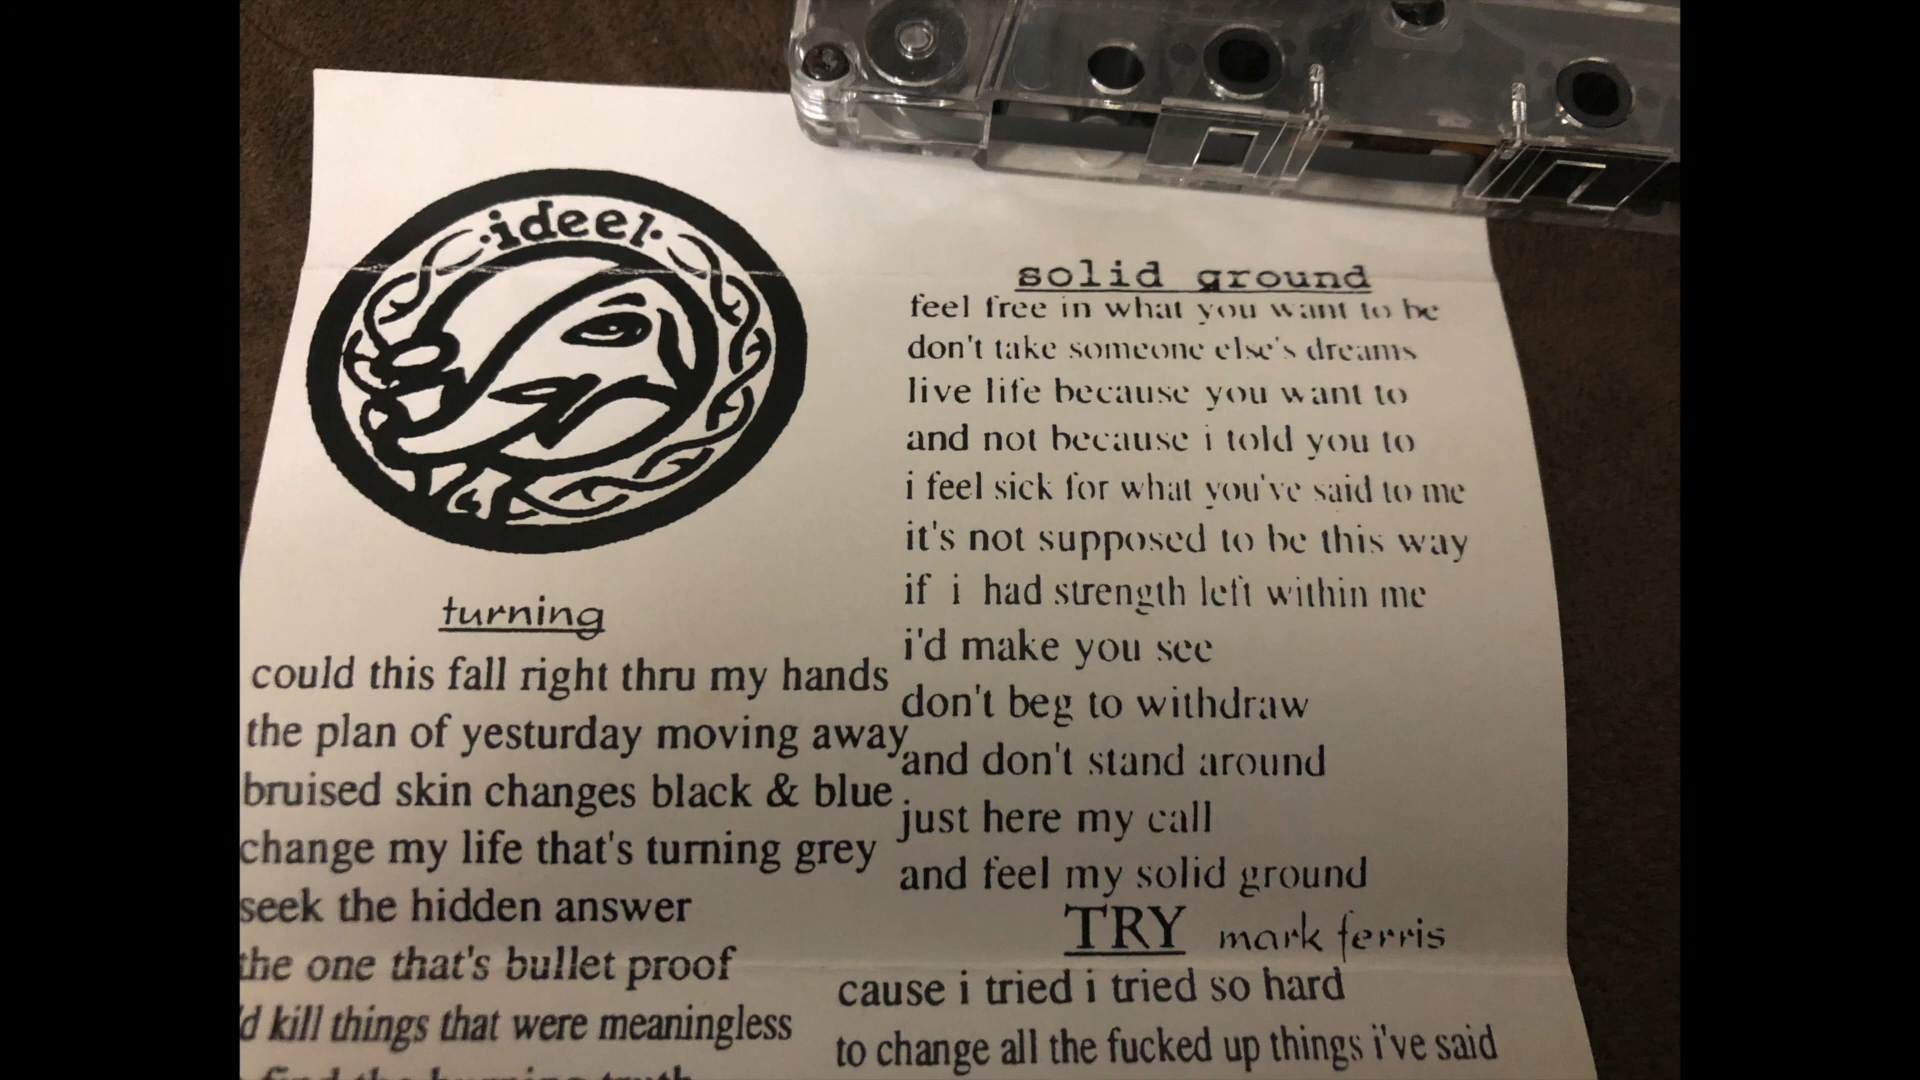 ·ideel·
turning
could this fall right thru my hands
the plan of yesturday moving away
bruised skin changes black & blue
change my life that's turning grey
seek the hidden answer
the one that's bullet proof
'd kill things that were meaningless
find the burning truth
solid ground
feel free in what you want to be
don't take someone else's dreams
live life because you want to
and not because i told you to
i feel sick for what you've said to me
it's not supposed to be this way
if i had strength left within me
i'd make you see
don't beg to withdraw
and don't stand around
just here my call
and feel my solid ground
TRY mark ferris
cause i tried i tried so hard
to change all the fucked up things i've said